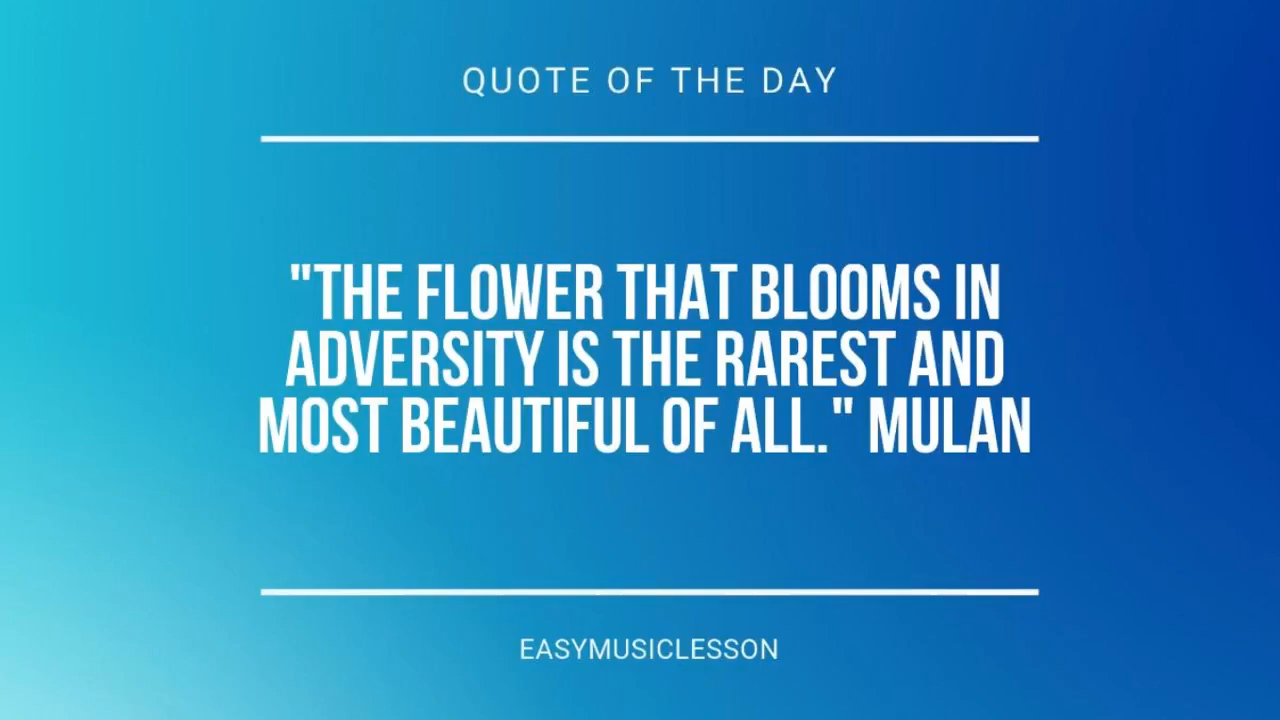 QUOTE OF THE DAY
"THE FLOWER THAT BLOOMS IN
ADVERSITY IS THE RAREST AND
MOST BEAUTIFUL OF ALL." MULAN
EASYMUSICLESSON